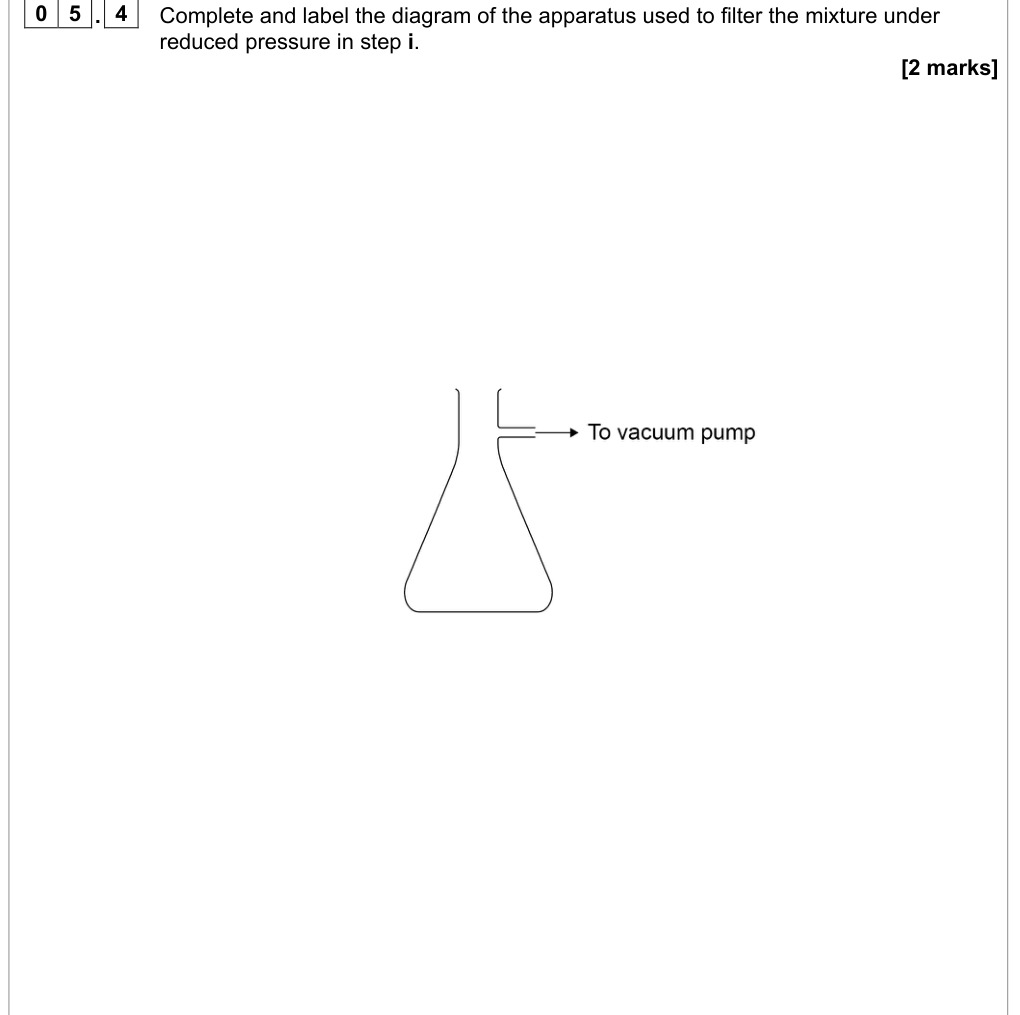 0 5 . 4 Complete and label the diagram of the apparatus used to filter the mixture under
reduced pressure in step i.
[2 marks]
To vacuum pump